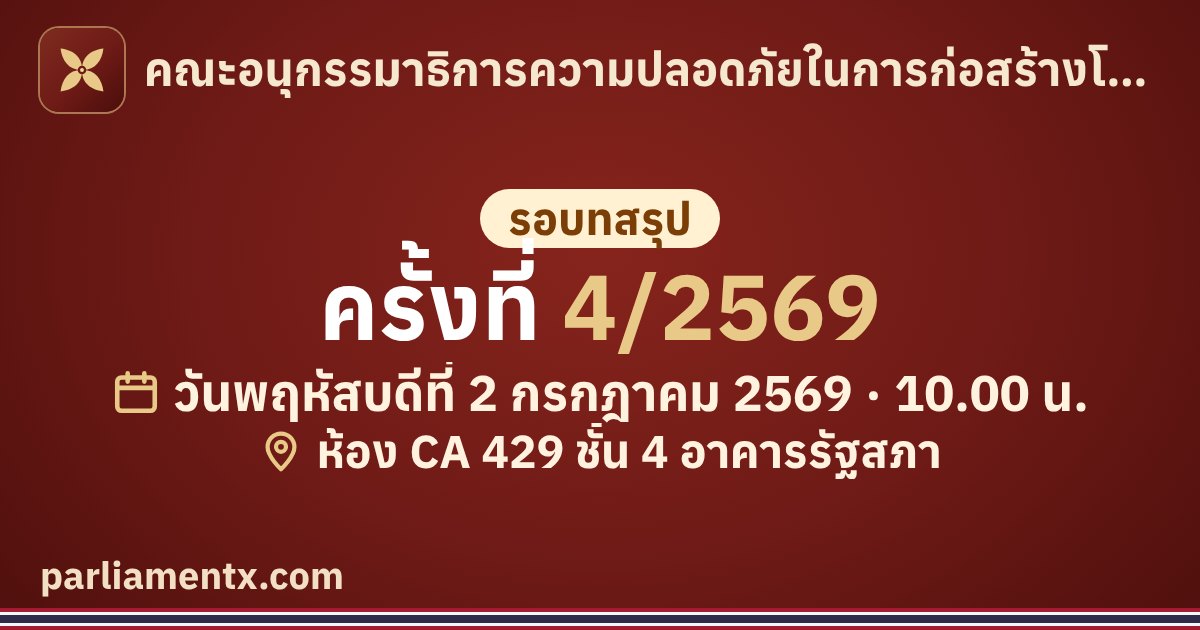 คณะอนุกรรมาธิการความปลอดภัยในการก่อสร้างโ...
รอบทสรุป
ครั้งที่ 4/2569
วันพฤหัสบดีที่ 2 กรกฎาคม 2569 · 10.00 น.
ห้อง CA 429 ชั้น 4 อาคารรัฐสภา
parliamentx.com